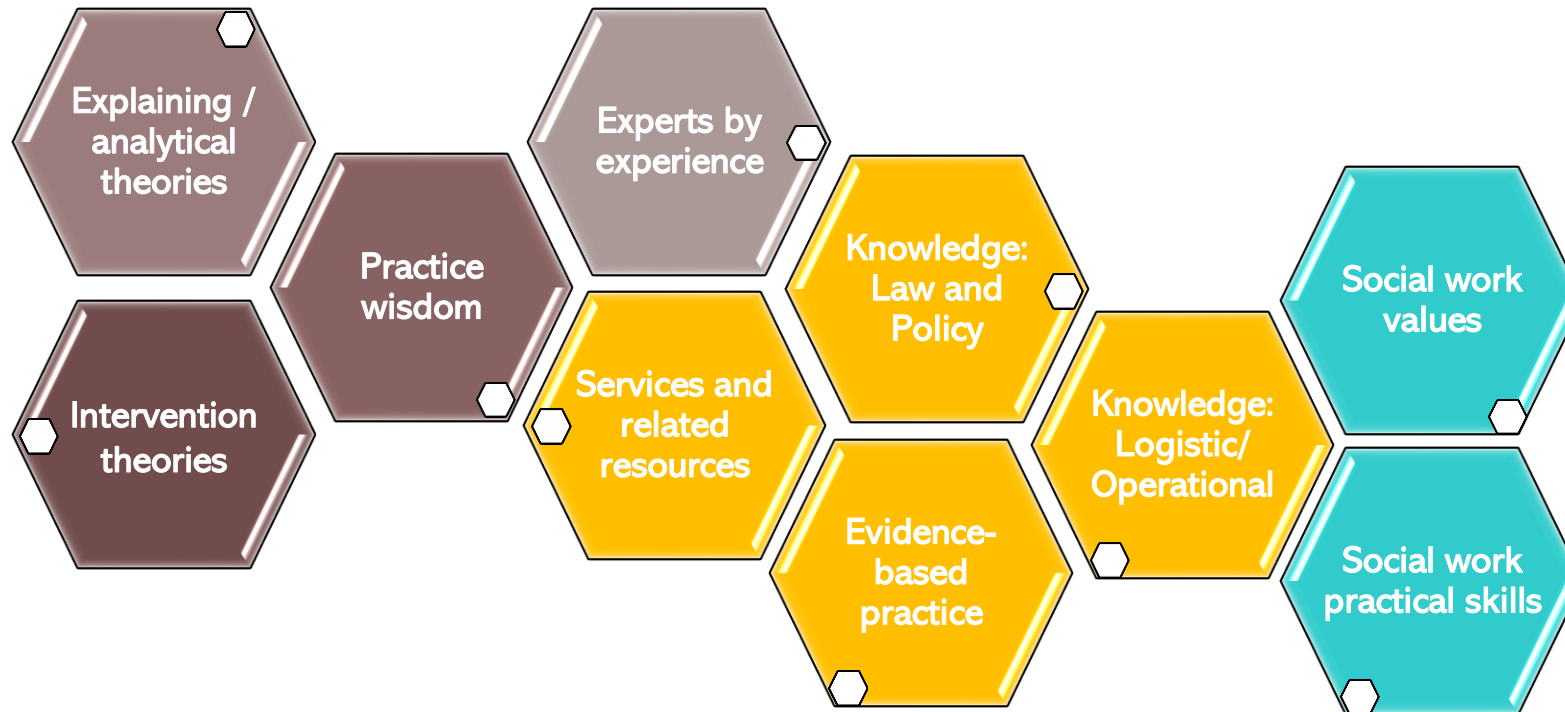 Explaining /
analytical
theories
Intervention
theories
Practice
wisdom
Experts by
experience
Services and
related
resources
Knowledge:
Law and
Policy
Evidence-
based
practice
Knowledge:
Logistic/
Operational
Social work
values
Social work
practical skills